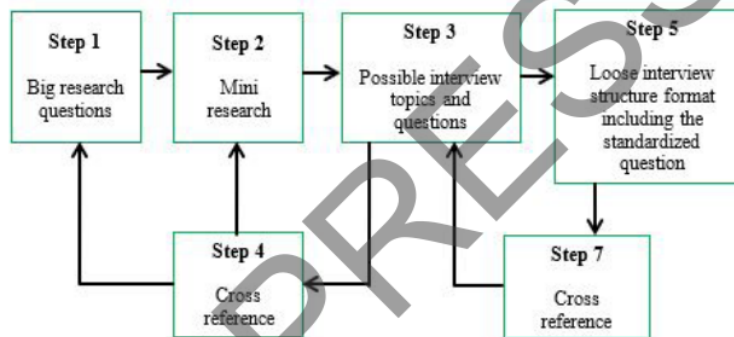 Step 1
Big research
questions
Step 2
Mini
research
Step 3
Possible interview
topics and
questions
Step 5
Loose interview
structure format
including the
standardized
question
Step 4
Cross
reference
Step 7
Cross
reference
PRESS